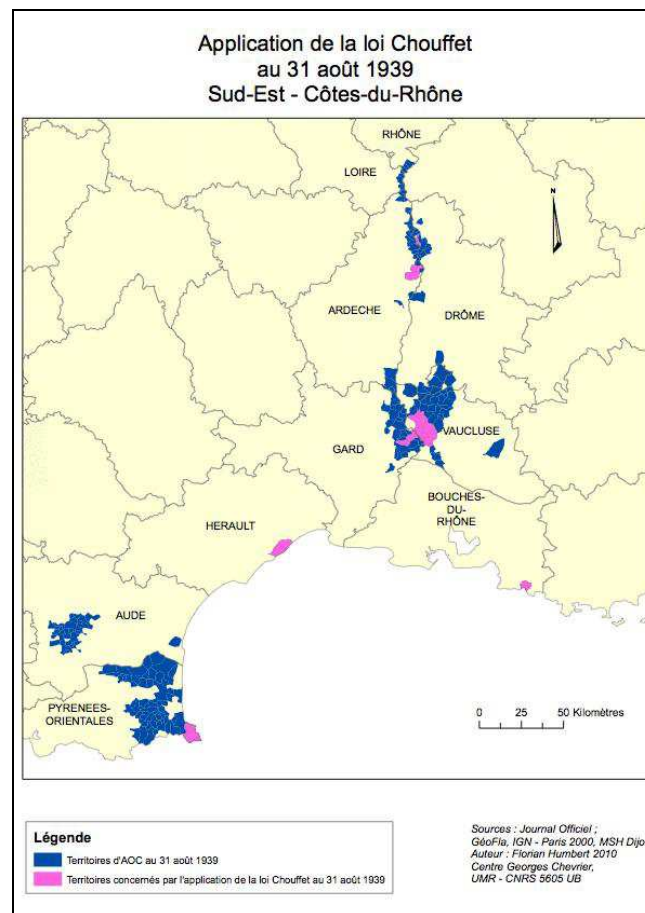 Application de la loi Chouffet
au 31 août 1939
Sud-Est - Côtes-du-Rhône
RHÔNE
LOIRE
N
ARDECHE
DRÔME
VAUCLUSE
GARD
BOUCHES-
DU-
RHÔNE
HERAULT
AUDE
PYRENEES-
ORIENTALES
0 25 50 Kilomètres
Légende
Territoires d'AOC au 31 août 1939
Territoires concernés par l'application de la loi Chouffet au 31 août 1939
Sources : Journal Officiel ;
GéoFla, IGN - Paris 2000, MSH Dijo
Auteur : Florian Humbert 2010
Centre Georges Chevrier,
UMR - CNRS 5605 UB